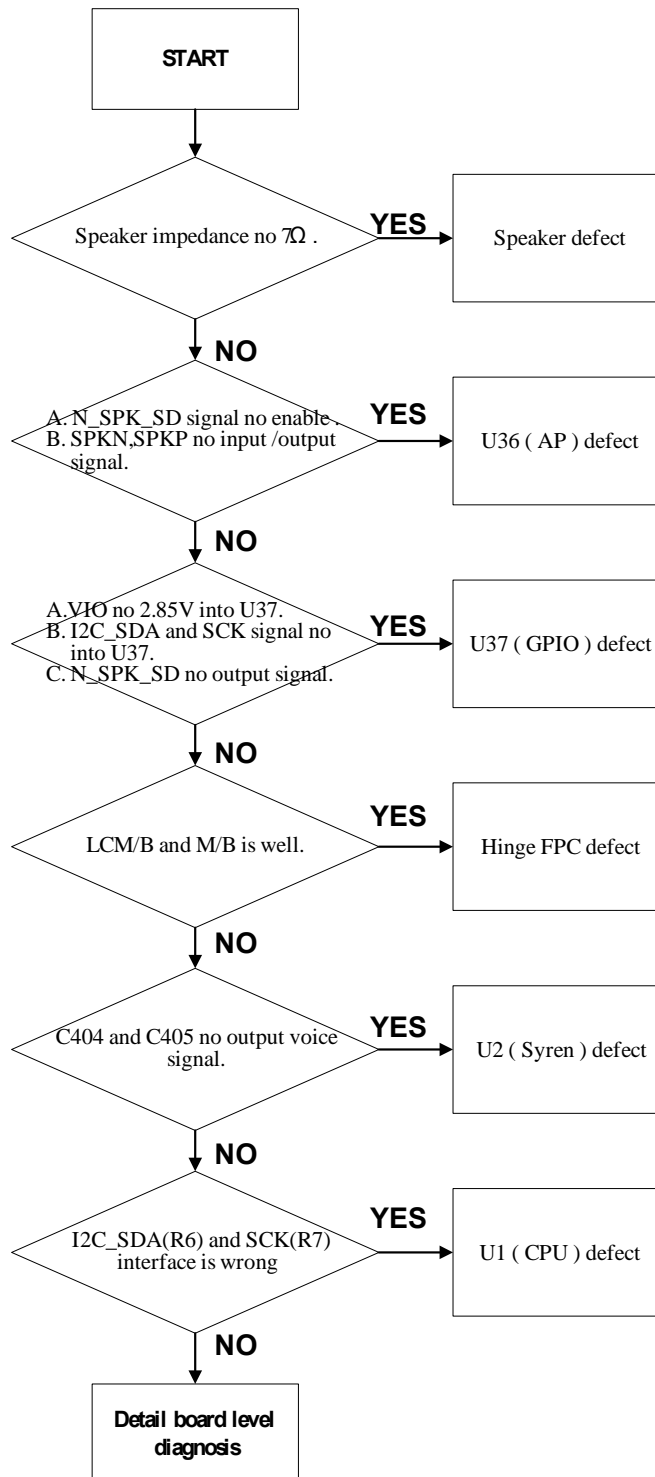 START
Speaker impedance no 7Ω .
YES
Speaker defect
NO
A. N_SPK_SD signal no enable .
B. SPKN,SPKP no input /output
signal.
YES
U36 ( AP ) defect
NO
A.VIO no 2.85V into U37.
B. I2C_SDA and SCK signal no
into U37.
C. N_SPK_SD no output signal.
YES
U37 ( GPIO ) defect
NO
LCM/B and M/B is well.
YES
Hinge FPC defect
NO
C404 and C405 no output voice
signal.
YES
U2 ( Syren ) defect
NO
I2C_SDA(R6) and SCK(R7)
interface is wrong
YES
U1 ( CPU ) defect
NO
Detail board level
diagnosis